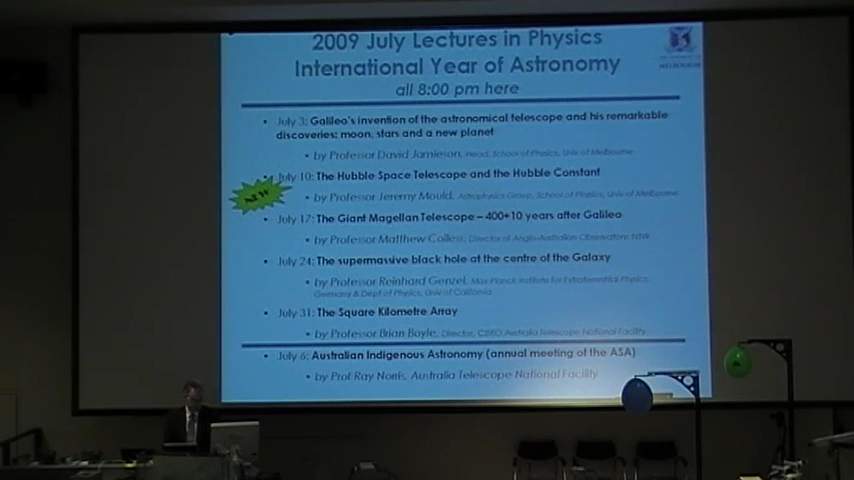 2009 July Lectures in Physics
International Year of Astronomy
all 8:00 pm here
MELBOURNE
• July 3: Galileo's invention of the astronomical telescope and his remarkable
discoveries: moon, stars and a new planet
• by Professor David Jamieson, Head, School of Physics, Univ of Melbourne
• July 10: The Hubble Space Telescope and the Hubble Constant
NEW
• by Professor Jeremy Mould, Astrophysics Group, School of Physics, Univ of Melbourne
• July 17: The Giant Magellan Telescope – 400+10 years after Galileo
• by Professor Matthew Colless, Director of Anglo-Australian Observatory, NSW
• July 24: The supermassive black hole at the centre of the Galaxy
• by Professor Reinhard Genzel, Max-Planck Institute for Extraterrestrial Physics,
Germany & Dept of Physics, Univ of California
• July 31: The Square Kilometre Array
• by Professor Brian Boyle, Director, CSIRO Australia Telescope National Facility
• July 6: Australian Indigenous Astronomy (annual meeting of the ASA)
• by Prof Ray Norris, Australia Telescope National Facility